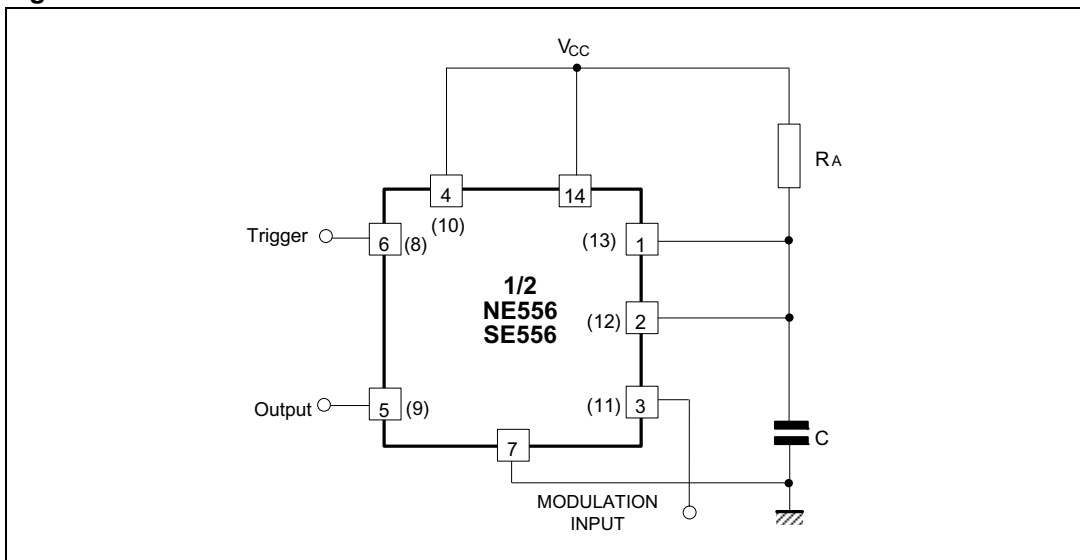 VCC
RA
4
14
(10)
Trigger
6
(8)
(13)
1
1/2
NE556
SE556
(12)
2
Output
5
(9)
(11)
3
7
C
MODULATION
INPUT